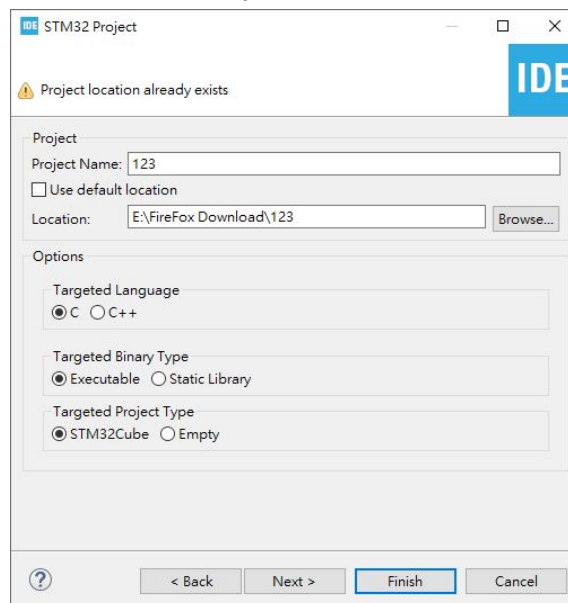 IDE STM32 Project
IDE
Project location already exists
Project
Project Name: 123
Use default location
Location: E:\FireFox Download\123 Browse...
Options
Targeted Language
C C++
Targeted Binary Type
Executable Static Library
Targeted Project Type
STM32Cube Empty
? < Back Next > Finish Cancel